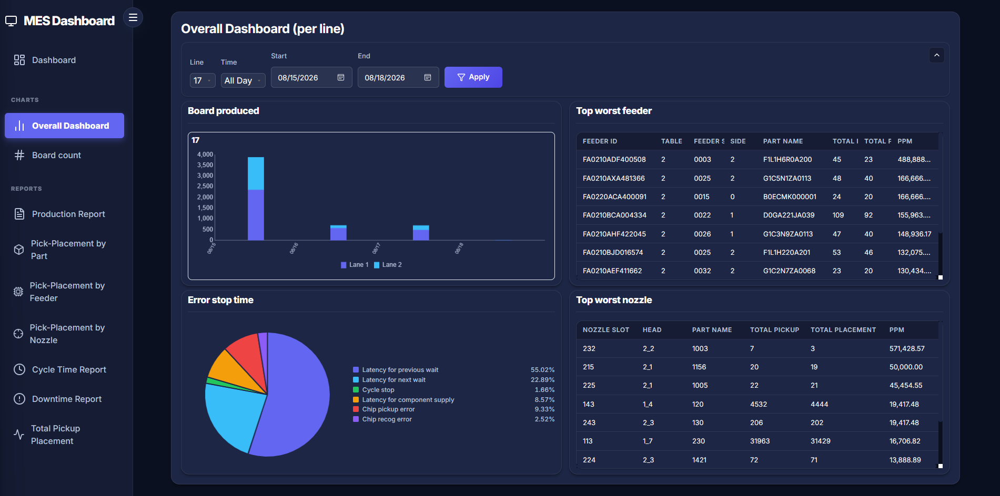 MES Dashboard
Dashboard
CHARTS
Overall Dashboard
Board count
REPORTS
Production Report
Pick-Placement by
Part
Pick-Placement by
Feeder
Pick-Placement by
Nozzle
Cycle Time Report
Downtime Report
Total Pickup
Placement
Overall Dashboard (per line)
Line Time Start End
17 All Day 08/15/2026 08/18/2026 Apply
Board produced
17
4,000
3,500
3,000
2,500
2,000
1,500
1,000
500
0
08/15 08/16 08/17 08/18
Lane 1 Lane 2
Top worst feeder
FEEDER ID TABLE FEEDER S SIDE PART NAME TOTAL I TOTAL P PPM
FA0210ADF400508 2 0003 2 F1L1H6R0A200 45 23 488,888...
FA0210AXA481366 2 0025 2 G1C5N1ZA0113 48 40 166,666....
FA0220ACA400091 2 0015 0 B0ECMK000001 24 20 166,666....
FA0210BCA004334 2 0022 1 D0GA221JA039 109 92 155,963....
FA0210AHF422045 2 0026 1 G1C3N9ZA0113 47 40 148,936.17
FA0210BJD016574 2 0025 2 F1L1H220A201 53 46 132,075....
FA0210AEF411662 2 0032 2 G1C2N7ZA0068 23 20 130,434....
Error stop time
Latency for previous wait 55.02%
Latency for next wait 22.89%
Cycle stop 1.66%
Latency for component supply 8.57%
Chip pickup error 9.33%
Chip recog error 2.52%
Top worst nozzle
NOZZLE SLOT HEAD PART NAME TOTAL PICKUP TOTAL PLACEMENT PPM
232 2_2 1003 7 3 571,428.57
215 2_1 1156 20 19 50,000.00
225 2_1 1005 22 21 45,454.55
143 1_4 120 4532 4444 19,417.48
243 2_3 130 206 202 19,417.48
113 1_7 230 31963 31429 16,706.82
224 2_3 1421 72 71 13,888.89